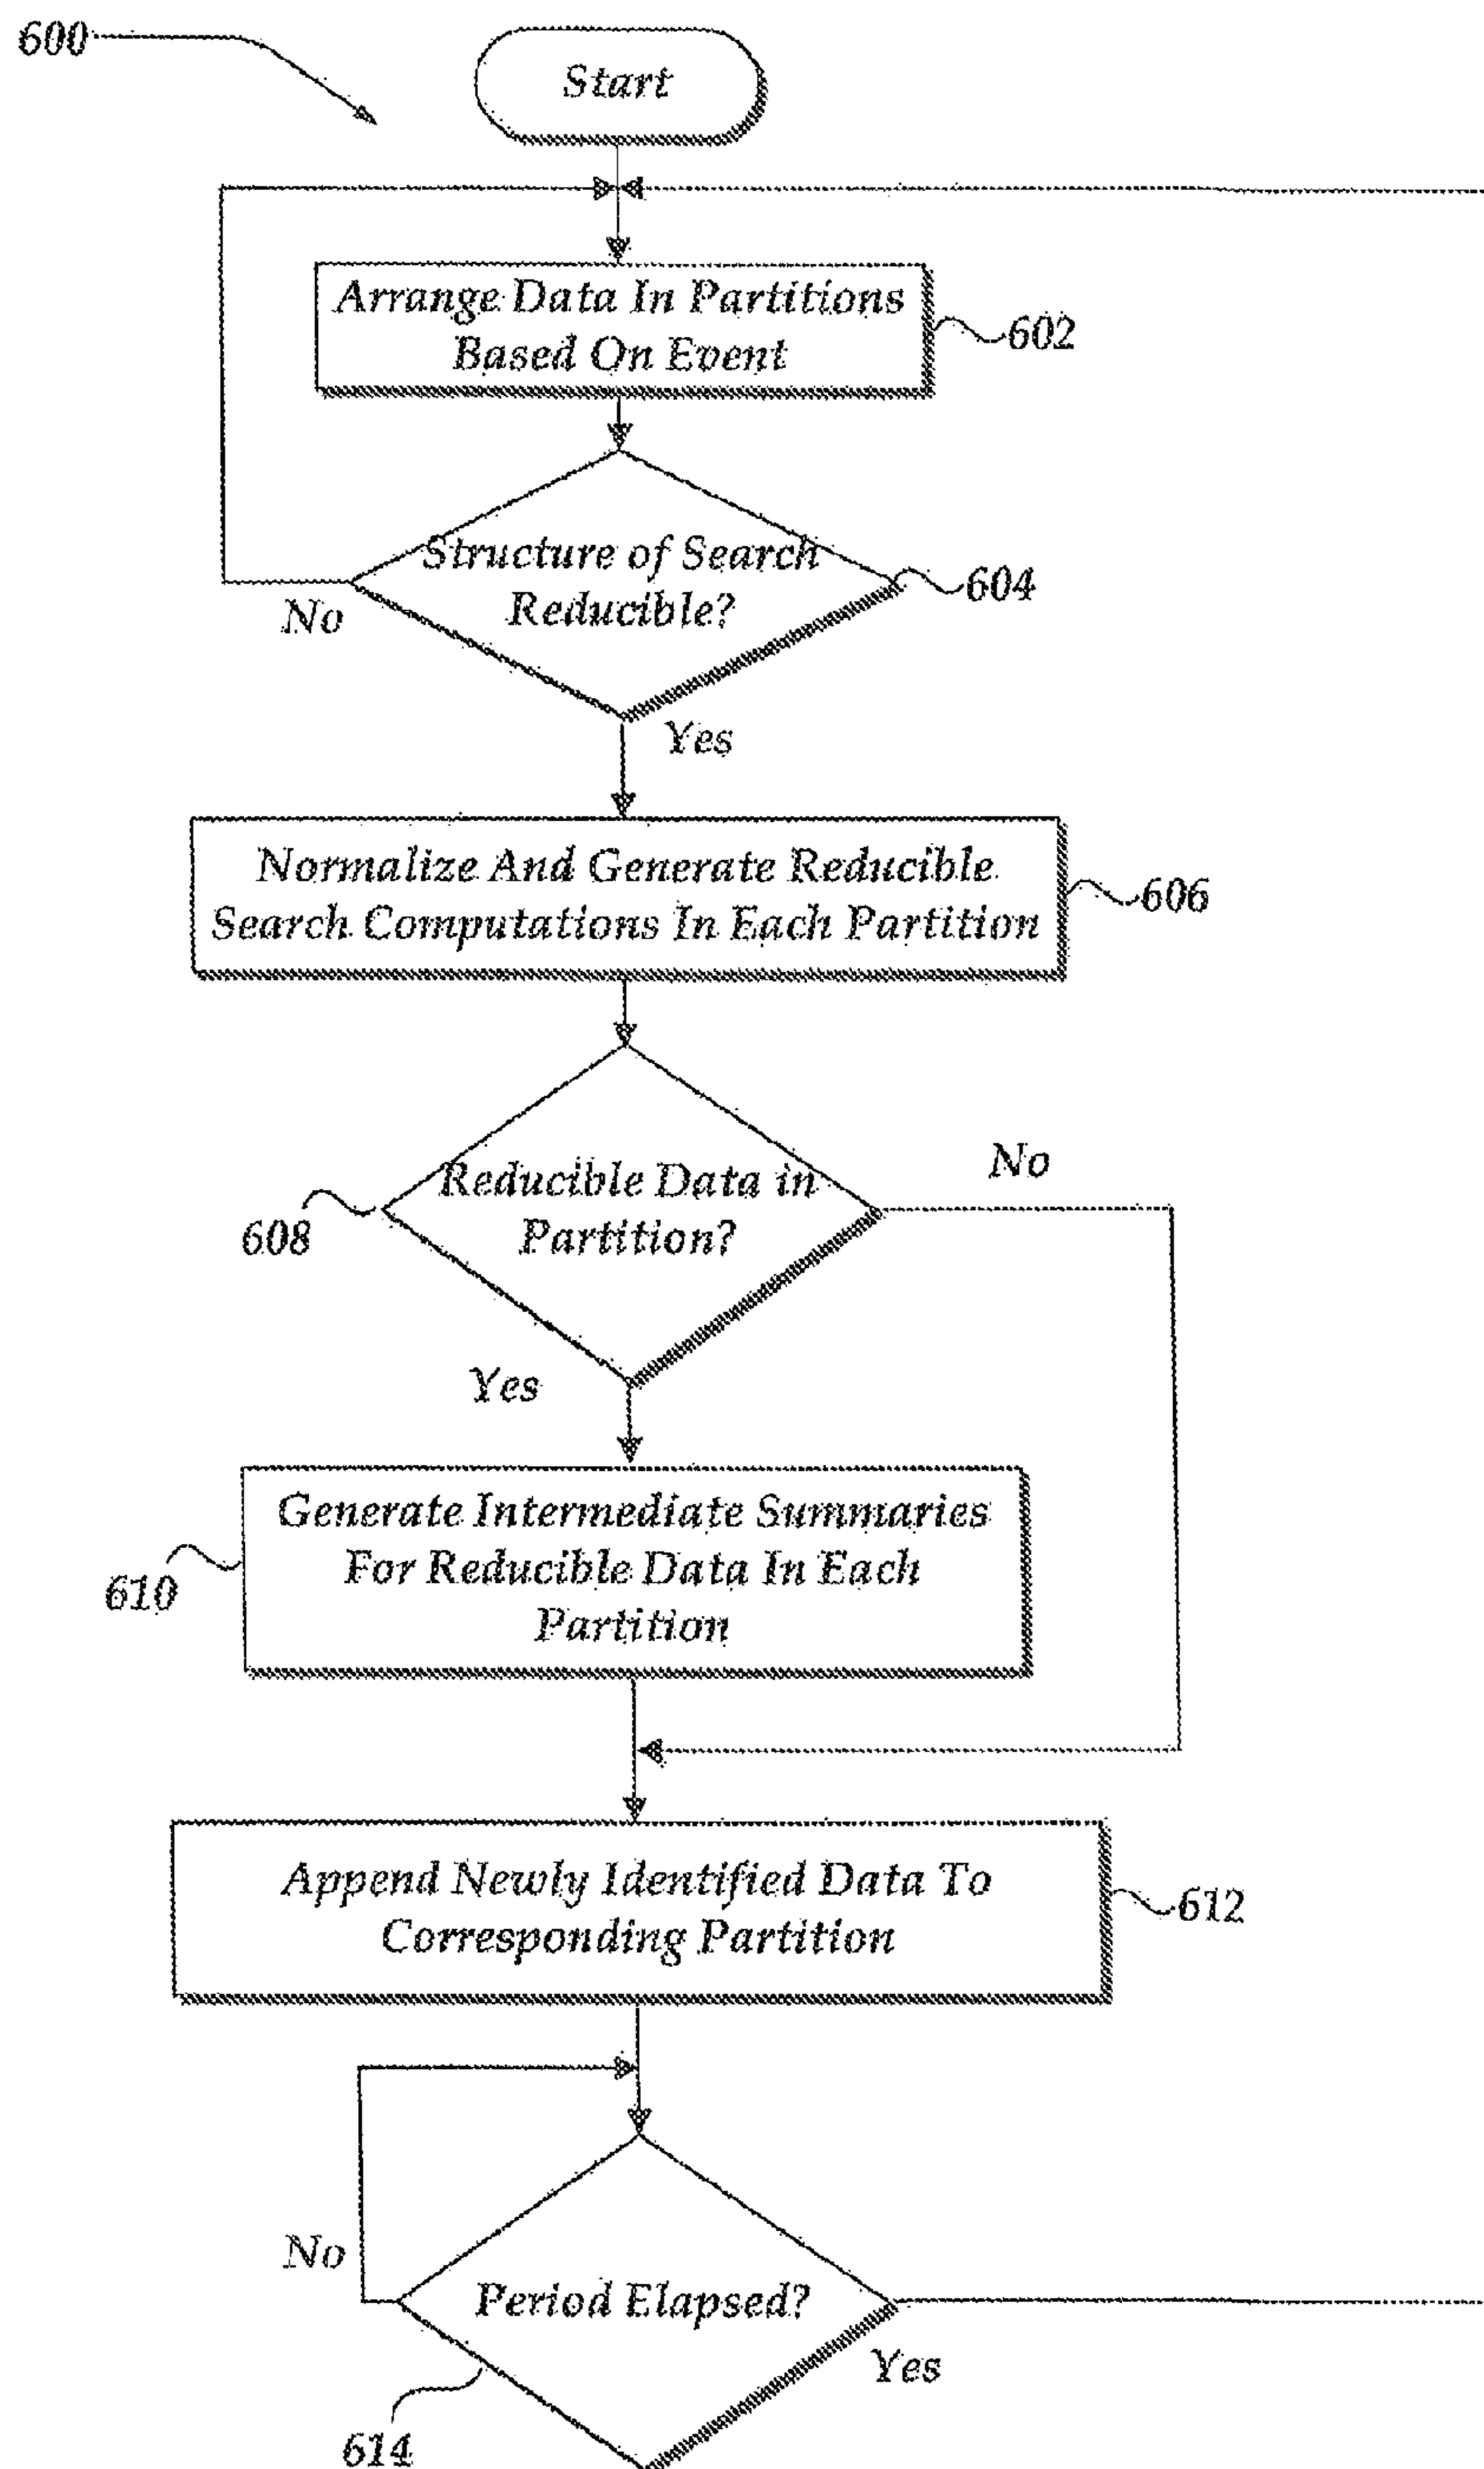 600
Start
Arrange Data In Partitions
Based On Event
602
Structure of Search
Reducible?
604
No
Yes
Normalize And Generate Reducible
Search Computations In Each Partition
606
No
Reducible Data in
Partition?
608
Yes
Generate Intermediate Summaries
For Reducible Data In Each
Partition
610
Append Newly Identified Data To
Corresponding Partition
612
No
Period Elapsed?
Yes
614